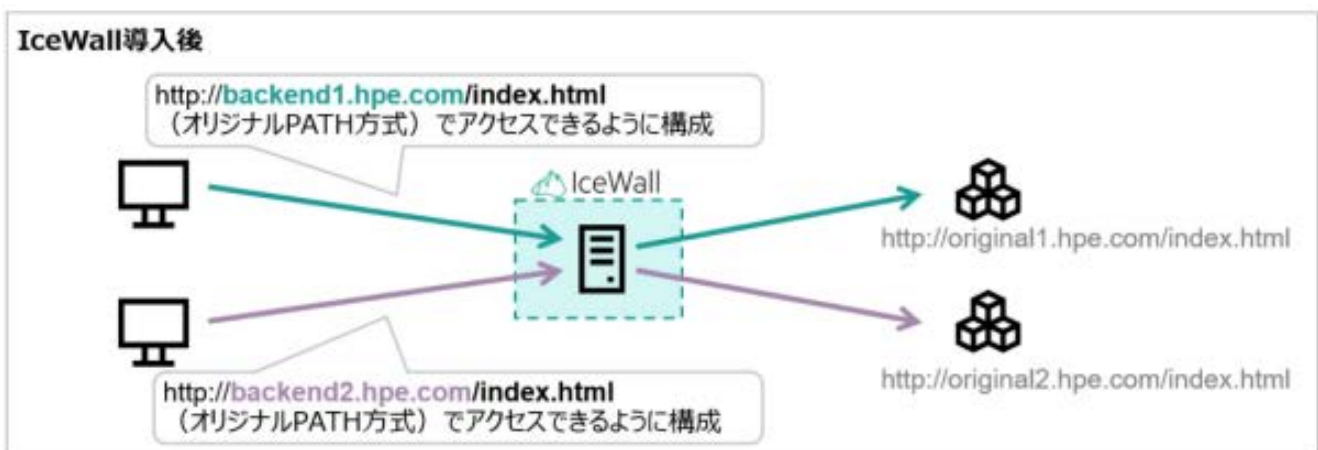 IceWall導入後
http://backend1.hpe.com/index.html
（オリジナルPATH方式）でアクセスできるように構成
IceWall
http://original1.hpe.com/index.html
http://backend2.hpe.com/index.html
（オリジナルPATH方式）でアクセスできるように構成
http://original2.hpe.com/index.html